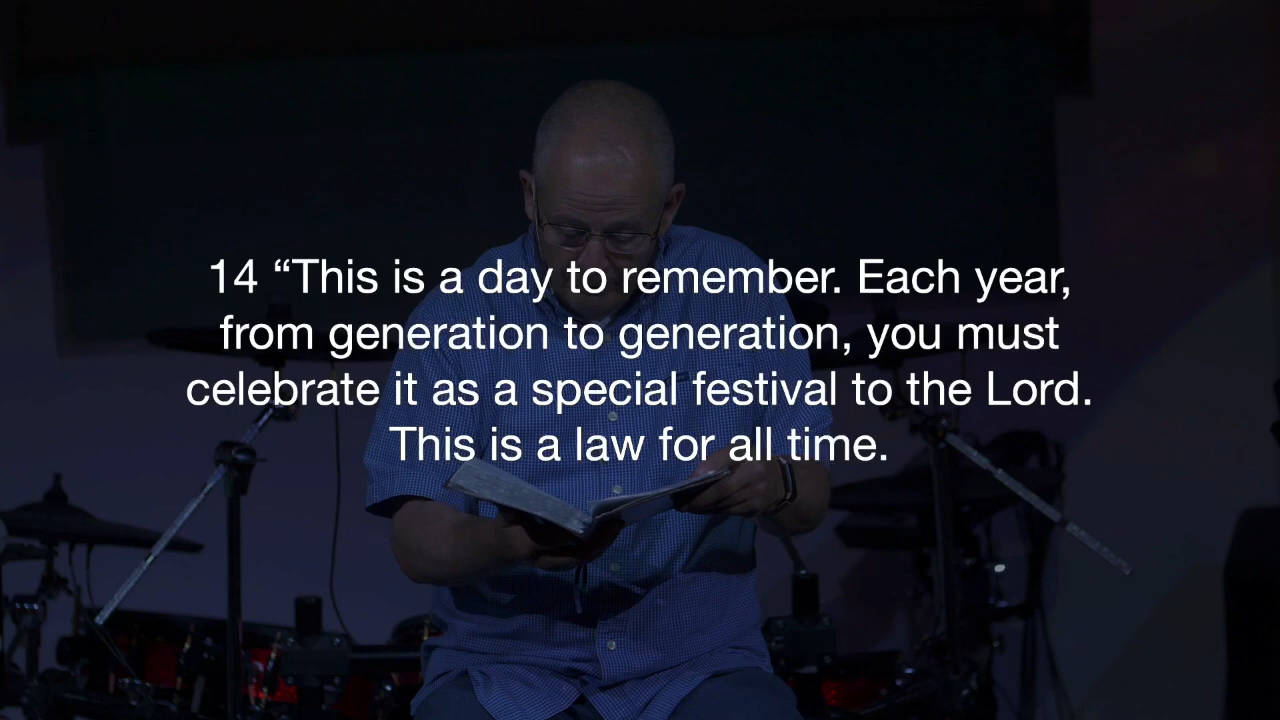 14 “This is a day to remember. Each year,
from generation to generation, you must
celebrate it as a special festival to the Lord.
This is a law for all time.